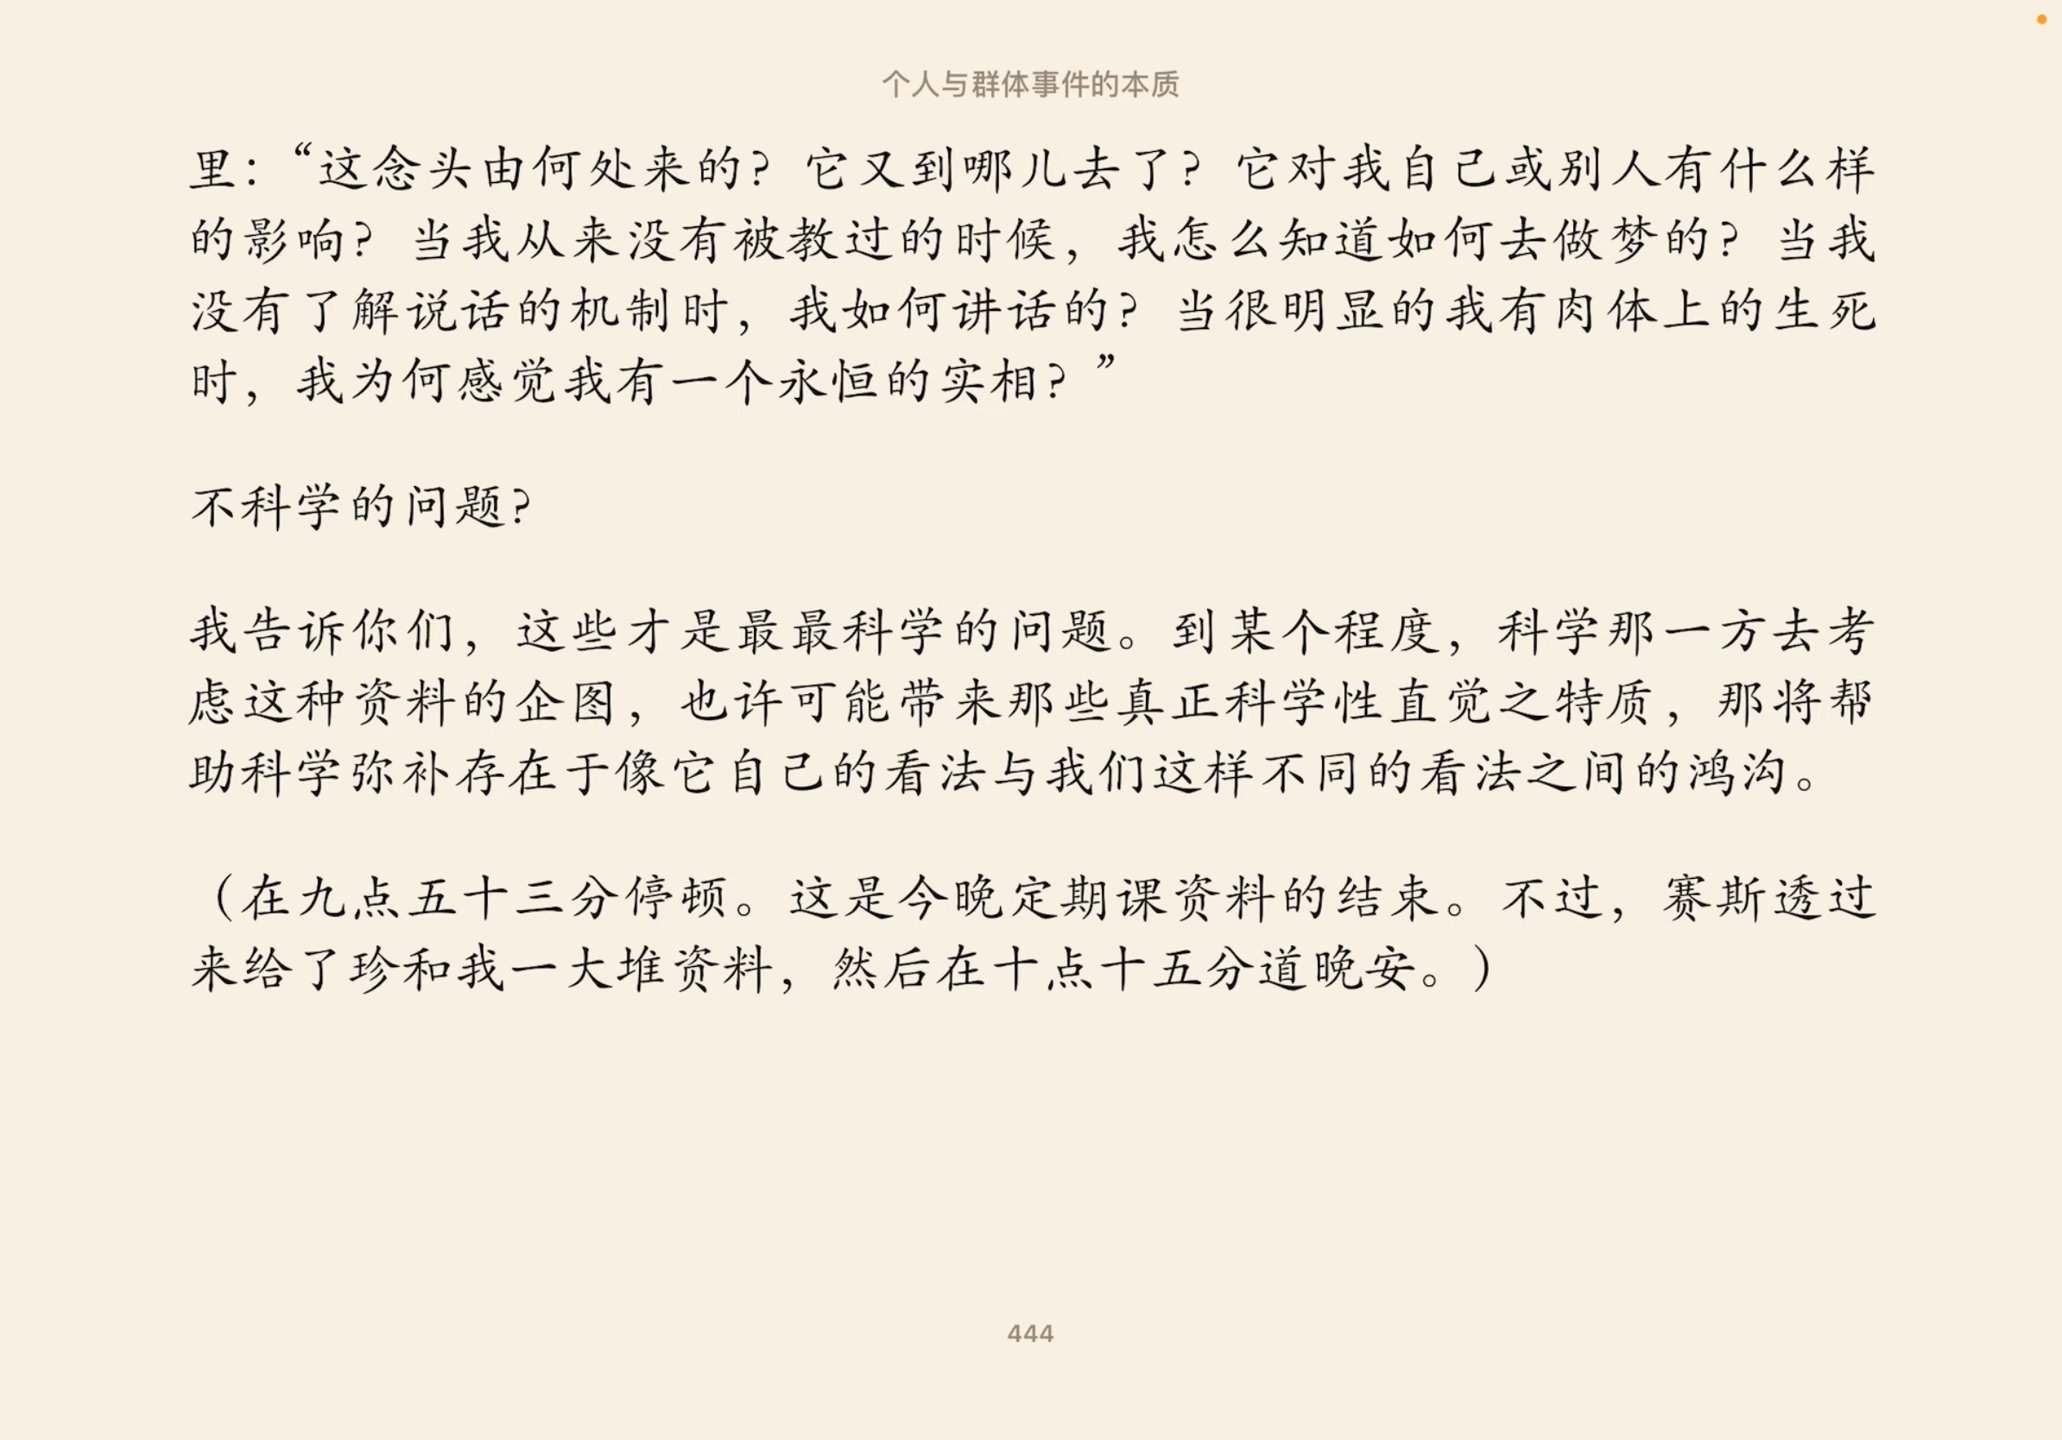 个人与群体事件的本质
里：“这念头由何处来的？它又到哪儿去了？它对我自己或别人有什么样
的影响？当我从来没有被教过的时候，我怎么知道如何去做梦的？当我
没有了解说话的机制时，我如何讲话的？当很明显的我有肉体上的生死
时，我为何感觉我有一个永恒的实相？”
不科学的问题？
我告诉你们，这些才是最最科学的问题。到某个程度，科学那一方去考
虑这种资料的企图，也许可能带来那些真正科学性直觉之特质，那将帮
助科学弥补存在于像它自己的看法与我们这样不同的看法之间的鸿沟。
（在九点五十三分停顿。这是今晚定期课资料的结束。不过，赛斯透过
来给了珍和我一大堆资料，然后在十点十五分道晚安。）
444